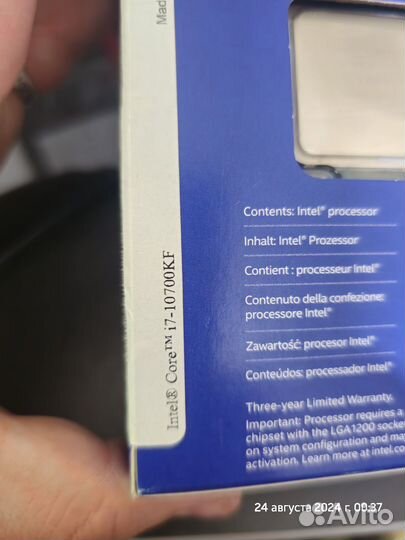 Mad
Intel® Core™ i7-10700KF
Contents: Intel® processor
Inhalt: Intel® Prozessor
Contient : processeur Intel®
Contenuto della confezione:
processore Intel®
Zawartość: procesor Intel®
Conteúdos: processador Intel®
Three-year Limited Warranty.
Important: Processor requires a
chipset with the LGA1200 socke
on system configuration and ma
activation. Learn more at intel.co
24 августа 2024 г, 00:37
Avito